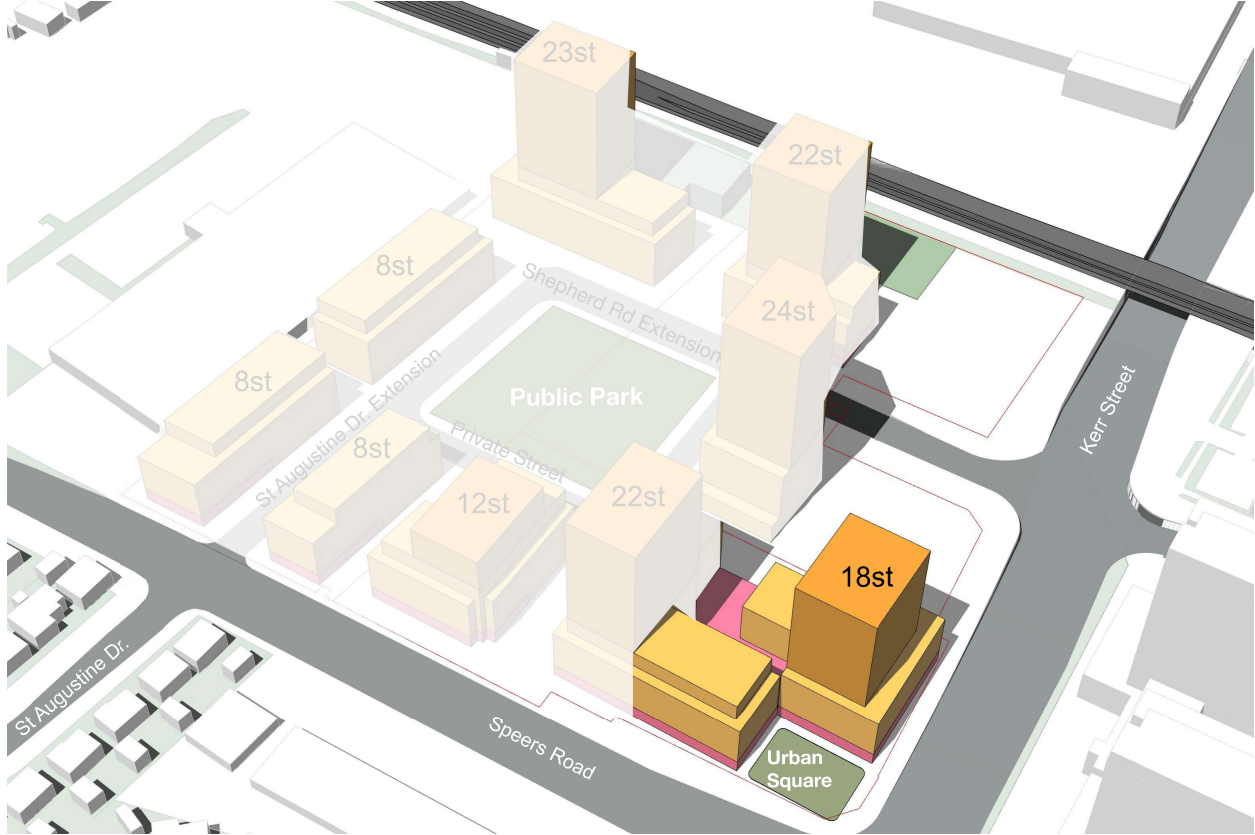 23st
22st
8st
Shepherd Rd Extension
24st
8st
Public Park
Kerr Street
St Augustine Dr. Extension
Private Street
8st
12st
22st
18st
St Augustine Dr.
Speers Road
Urban
Square